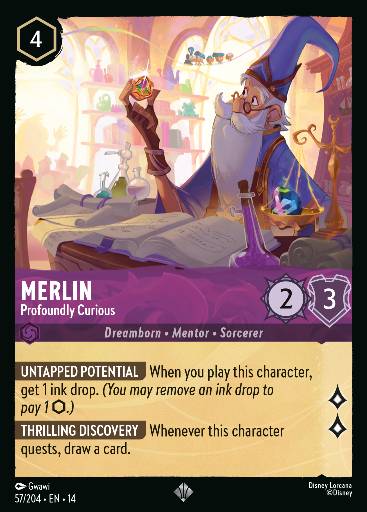 4
MERLIN
Profoundly Curious
2
3
Dreamborn • Mentor • Sorcerer
UNTAPPED POTENTIAL When you play this character,
get 1 ink drop. (You may remove an ink drop to
pay 1 ⬡.)
THRILLING DISCOVERY Whenever this character
quests, draw a card.
Gwawi
57/204 • EN • 14
Disney Lorcana
©Disney